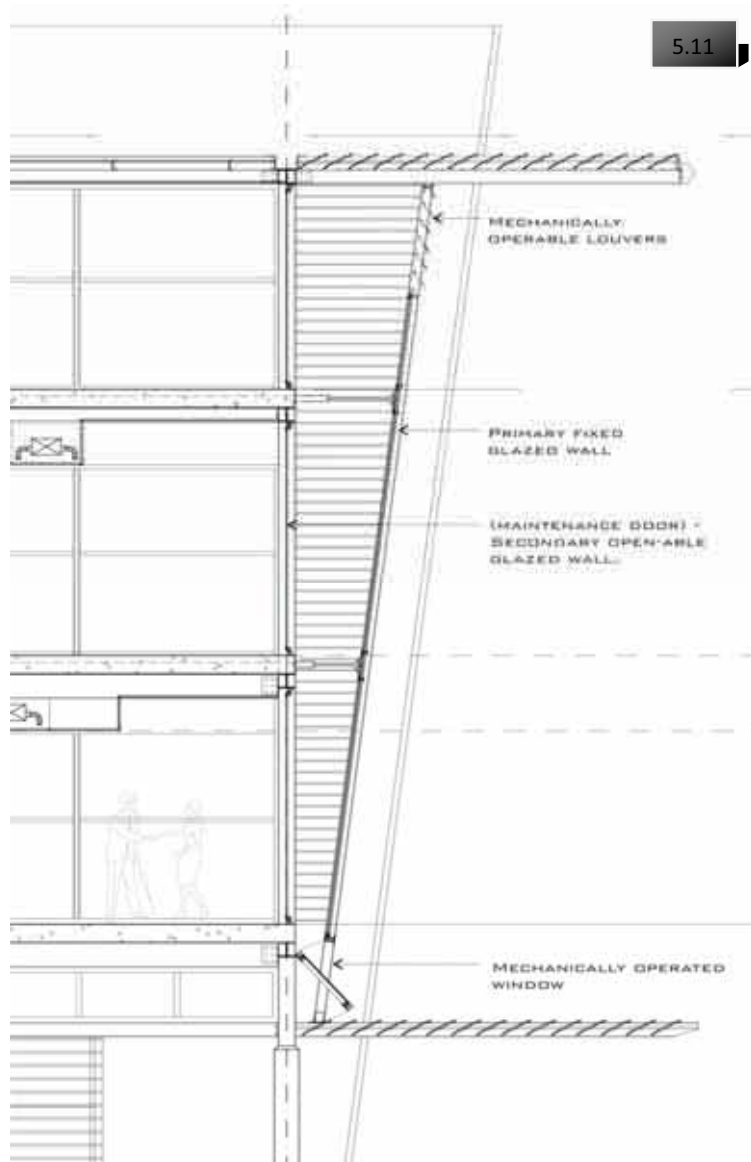 5.11
MECHANICALLY
OPERABLE LOUVERS
PRIMARY FIXED
GLAZED WALL
(MAINTENANCE DOOR) -
SECONDARY OPEN-ABLE
GLAZED WALL.
MECHANICALLY OPERATED
WINDOW